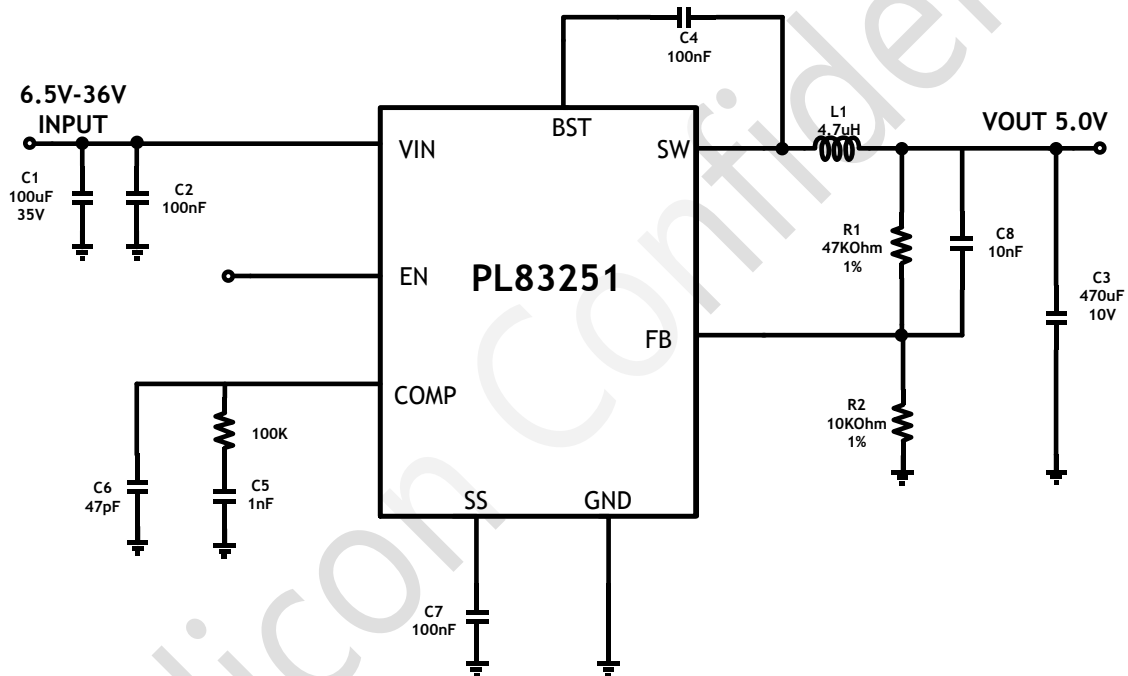 C4
100nF
6.5V-36V
INPUT
BST
L1
4.7uH
VOUT 5.0V
VIN
SW
C1
100uF
35V
C2
100nF
R1
47KOhm
1%
C8
10nF
EN
PL83251
C3
470uF
10V
FB
COMP
R2
10KOhm
1%
100K
C6
47pF
C5
1nF
SS
GND
C7
100nF
licon Confiden